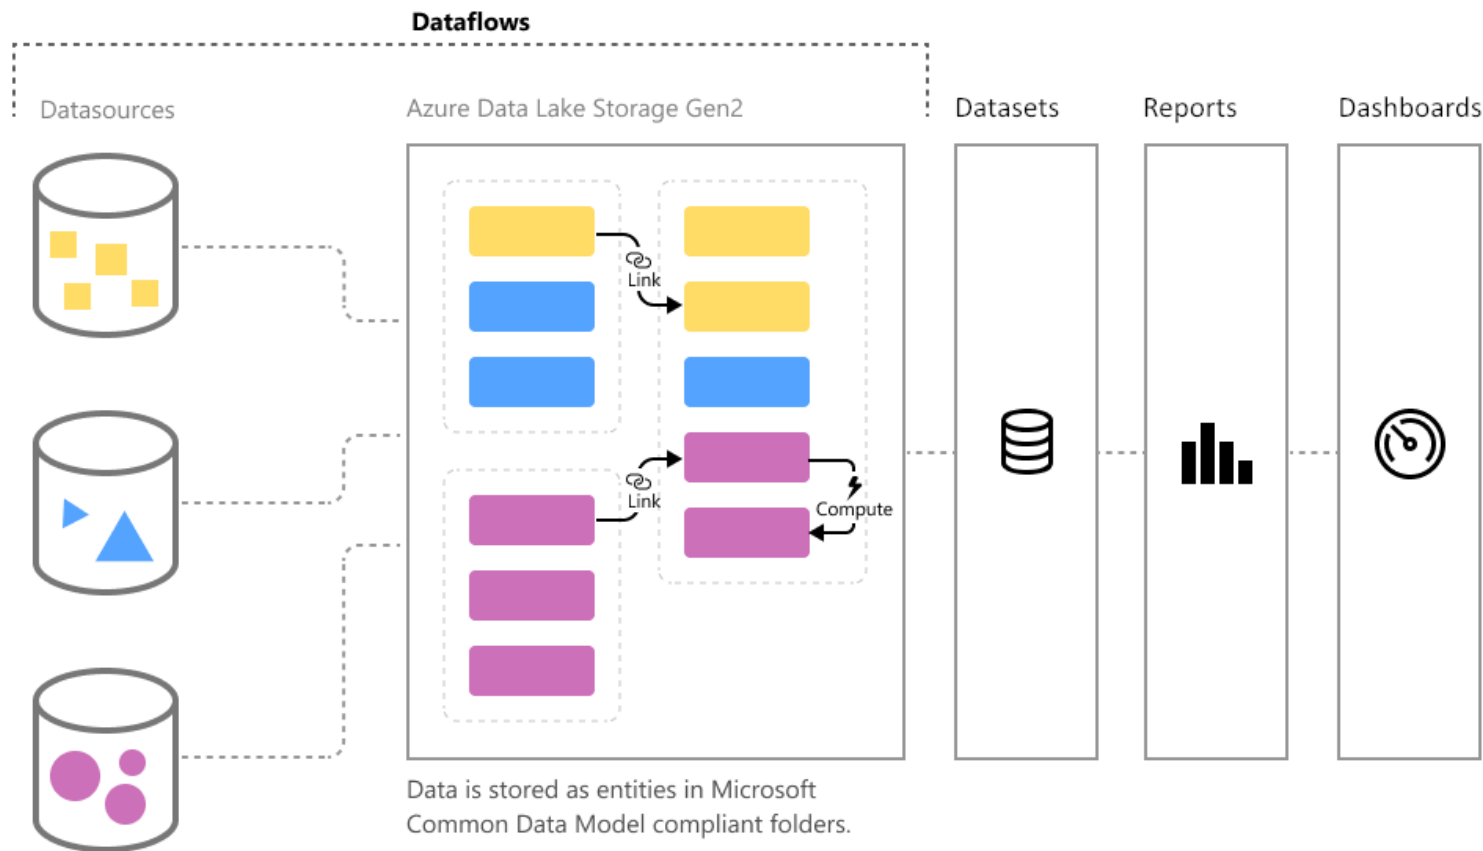 Dataflows
Datasources
Azure Data Lake Storage Gen2
Datasets
Reports
Dashboards
Link
Link
Compute
Data is stored as entities in Microsoft
Common Data Model compliant folders.